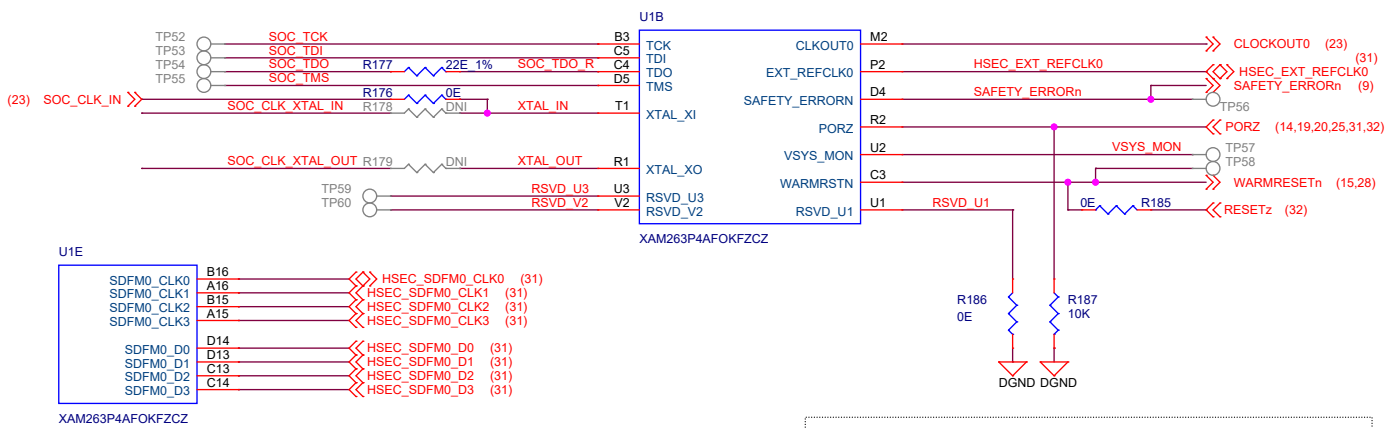 U1B
TP52 SOC_TCK B3 TCK CLKOUT0 M2 CLOCKOUT0 (23)
TP53 SOC_TDI C5 TDI
(31)
TP54 SOC_TDO R177 22E_1% SOC_TDO_R C4 TDO EXT_REFCLK0 P2 HSEC_EXT_REFCLK0 HSEC_EXT_REFCLK0
TP55 SOC_TMS D5 TMS
SAFETY_ERRORn (9)
(23) SOC_CLK_IN R176 0E
SAFETY_ERRORN D4 SAFETY_ERRORn TP56
SOC_CLK_XTAL_IN R178 DNI XTAL_IN T1 XTAL_XI
PORZ R2 PORZ (14,19,20,25,31,32)
VSYS_MON U2 VSYS_MON TP57
TP58
SOC_CLK_XTAL_OUT R179 DNI XTAL_OUT R1 XTAL_XO
WARMRSTN C3 WARMRESETn (15,28)
TP59 RSVD_U3 U3 RSVD_U3
TP60 RSVD_V2 V2 RSVD_V2
RSVD_U1 U1 RSVD_U1 0E R185 RESETz (32)
XAM263P4AFOKFZCZ
U1E
SDFM0_CLK0 B16 HSEC_SDFM0_CLK0 (31)
SDFM0_CLK1 A16 HSEC_SDFM0_CLK1 (31)
SDFM0_CLK2 B15 HSEC_SDFM0_CLK2 (31)
SDFM0_CLK3 A15 HSEC_SDFM0_CLK3 (31)
SDFM0_D0 D14 HSEC_SDFM0_D0 (31)
SDFM0_D1 D13 HSEC_SDFM0_D1 (31)
SDFM0_D2 C13 HSEC_SDFM0_D2 (31)
SDFM0_D3 C14 HSEC_SDFM0_D3 (31)
XAM263P4AFOKFZCZ
R186 R187
0E 10K
DGND DGND